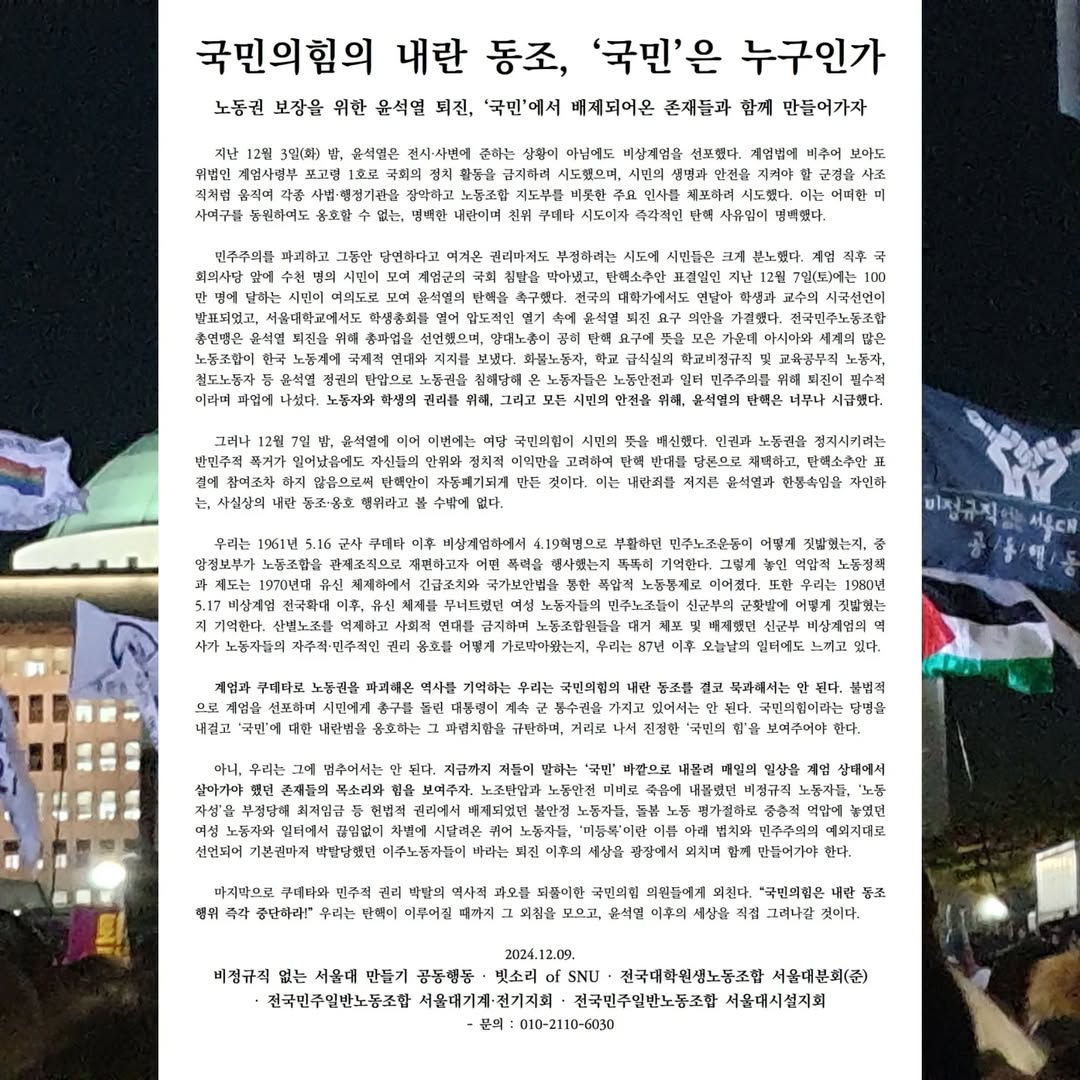 국민의힘의 내란 동조, ‘국민’은 누구인가
노동권 보장을 위한 윤석열 퇴진, ‘국민’에서 배제되어온 존재들과 함께 만들어가자
지난 12월 3일(화) 밤, 윤석열은 전시·사변에 준하는 상황이 아님에도 비상계엄을 선포했다. 계엄법에 비추어 보아도
위법인 계엄사령부 포고령 1호로 국회의 정치 활동을 금지하려 시도했으며, 시민의 생명과 안전을 지켜야 할 군경을 사조
직처럼 움직여 각종 사법·행정기관을 장악하고 노동조합 지도부를 비롯한 주요 인사를 체포하려 시도했다. 이는 어떠한 미
사여구를 동원하여도 옹호할 수 없는, 명백한 내란이며 친위 쿠데타 시도이자 즉각적인 탄핵 사유임이 명백했다.
민주주의를 파괴하고 그동안 당연하다고 여겨온 권리마저도 부정하려는 시도에 시민들은 크게 분노했다. 계엄 직후 국
회의사당 앞에 수천 명의 시민이 모여 계엄군의 국회 침탈을 막아냈고, 탄핵소추안 표결일인 지난 12월 7일(토)에는 100
만 명에 달하는 시민이 여의도로 모여 윤석열의 탄핵을 촉구했다. 전국의 대학가에서도 연달아 학생과 교수의 시국선언이
발표되었고, 서울대학교에서도 학생총회를 열어 압도적인 열기 속에 윤석열 퇴진 요구 의안을 가결했다. 전국민주노동조합
총연맹은 윤석열 퇴진을 위해 총파업을 선언했으며, 양대노총이 공히 탄핵 요구에 뜻을 모은 가운데 아시아와 세계의 많은
노동조합이 한국 노동계에 국제적 연대와 지지를 보냈다. 화물노동자, 학교 급식실의 학교비정규직 및 교육공무직 노동자,
철도노동자 등 윤석열 정권의 탄압으로 노동권을 침해당해 온 노동자들은 노동안전과 일터 민주주의를 위해 퇴진이 필수적
이라며 파업에 나섰다. 노동자와 학생의 권리를 위해, 그리고 모든 시민의 안전을 위해, 윤석열의 탄핵은 너무나 시급했다.
그러나 12월 7일 밤, 윤석열에 이어 이번에는 여당 국민의힘이 시민의 뜻을 배신했다. 인권과 노동권을 정지시키려는
반민주적 폭거가 일어났음에도 자신들의 안위와 정치적 이익만을 고려하여 탄핵 반대를 당론으로 채택하고, 탄핵소추안 표
결에 참여조차 하지 않음으로써 탄핵안이 자동폐기되게 만든 것이다. 이는 내란죄를 저지른 윤석열과 한통속임을 자인하
는, 사실상의 내란 동조·옹호 행위라고 볼 수밖에 없다.
우리는 1961년 5.16 군사 쿠데타 이후 비상계엄하에서 4.19혁명으로 부활하던 민주노조운동이 어떻게 짓밟혔는지, 중
앙정보부가 노동조합을 관제조직으로 재편하고자 어떤 폭력을 행사했는지 똑똑히 기억한다. 그렇게 놓인 억압적 노동정책
과 제도는 1970년대 유신 체제하에서 긴급조치와 국가보안법을 통한 폭압적 노동통제로 이어졌다. 또한 우리는 1980년
5.17 비상계엄 전국확대 이후, 유신 체제를 무너트렸던 여성 노동자들의 민주노조들이 신군부의 군홧발에 어떻게 짓밟혔는
지 기억한다. 산별노조를 억제하고 사회적 연대를 금지하며 노동조합원들을 대거 체포 및 배제했던 신군부 비상계엄의 역
사가 노동자들의 자주적·민주적인 권리 옹호를 어떻게 가로막아왔는지, 우리는 87년 이후 오늘날의 일터에도 느끼고 있다.
계엄과 쿠데타로 노동권을 파괴해온 역사를 기억하는 우리는 국민의힘의 내란 동조를 결코 묵과해서는 안 된다. 불법적
으로 계엄을 선포하며 시민에게 총구를 돌린 대통령이 계속 군 통수권을 가지고 있어서는 안 된다. 국민의힘이라는 당명을
내걸고 ‘국민’에 대한 내란범을 옹호하는 그 파렴치함을 규탄하며, 거리로 나서 진정한 ‘국민의 힘’을 보여주어야 한다.
아니, 우리는 그에 멈추어서는 안 된다. 지금까지 저들이 말하는 ‘국민’ 바깥으로 내몰려 매일의 일상을 계엄 상태에서
살아가야 했던 존재들의 목소리와 힘을 보여주자. 노조탄압과 노동안전 미비로 죽음에 내몰렸던 비정규직 노동자들, ‘노동
자성’을 부정당해 최저임금 등 헌법적 권리에서 배제되었던 불안정 노동자들, 돌봄 노동 평가절하로 중층적 억압에 놓였던
여성 노동자와 일터에서 끊임없이 차별에 시달려온 퀴어 노동자들, ‘미등록’이란 이름 아래 법치와 민주주의의 예외지대로
선언되어 기본권마저 박탈당했던 이주노동자들이 바라는 퇴진 이후의 세상을 광장에서 외치며 함께 만들어가야 한다.
마지막으로 쿠데타와 민주적 권리 박탈의 역사적 과오를 되풀이한 국민의힘 의원들에게 외친다. “국민의힘은 내란 동조
행위 즉각 중단하라!” 우리는 탄핵이 이루어질 때까지 그 외침을 모으고, 윤석열 이후의 세상을 직접 그려나갈 것이다.
2024.12.09.
비정규직 없는 서울대 만들기 공동행동 · 빗소리 of SNU · 전국대학원생노동조합 서울대분회(준)
· 전국민주일반노동조합 서울대기계·전기지회 · 전국민주일반노동조합 서울대시설지회
- 문의 : 010-2110-6030
비정규직 없는 서울대
공동행동